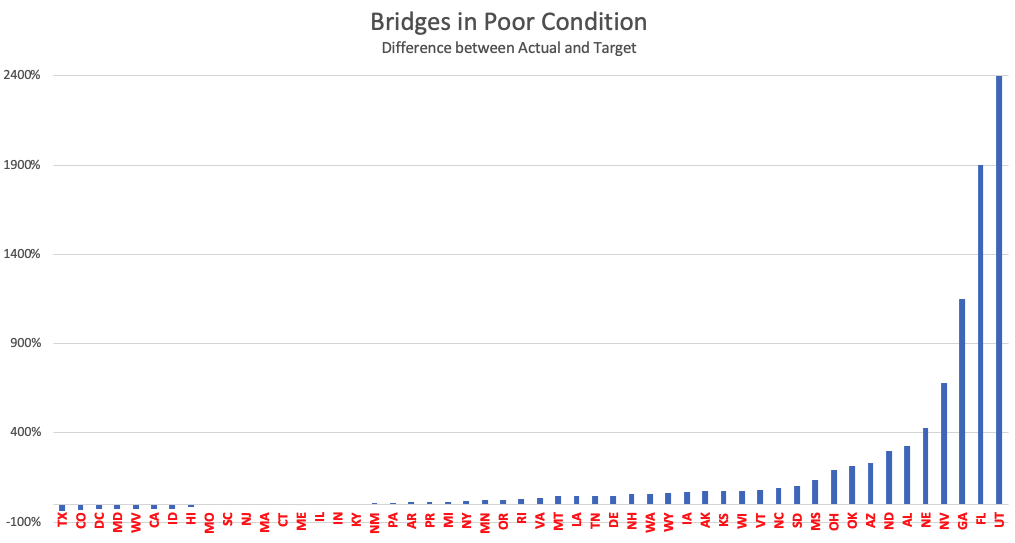 Bridges in Poor Condition
Difference between Actual and Target
2400%
1900%
1400%
900%
400%
-100%
TX CO DC MD WV CA ID HI MO SC NJ MA CT ME IL IN KY NM PA AR PR MI NY MN OR RI VA MT LA TN DE NH WA WY IA AK KS WI VT NC SD MS OH OK AZ ND AL NE NV GA FL UT